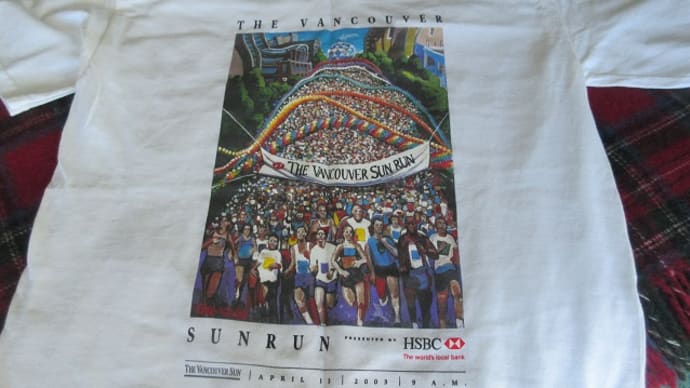 THE VANCOUVER
THE VANCOUVER SUN RUN
SUNRUN PRESENTED BY HSBC
The world's local bank
THE VANCOUVER SUN | APRIL 13 | 2003 | 9 A.M.